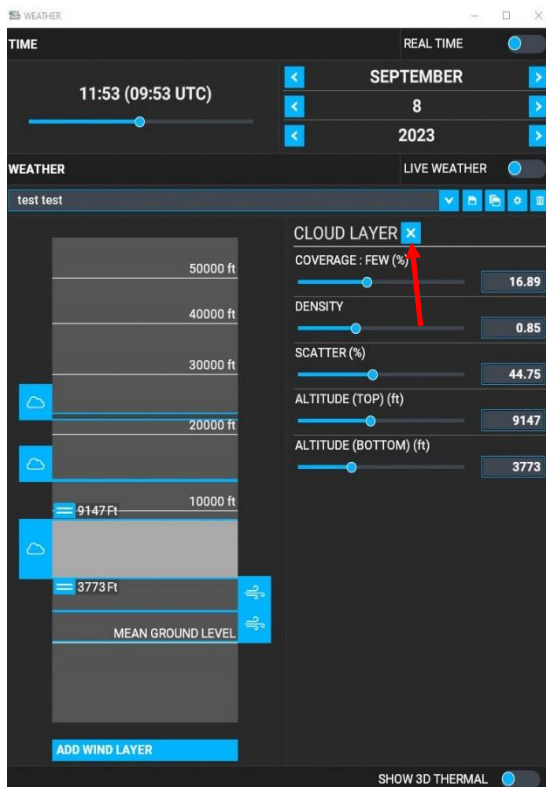 WEATHER
TIME
REAL TIME
11:53 (09:53 UTC)
SEPTEMBER
8
2023
WEATHER
LIVE WEATHER
test test
50000 ft
40000 ft
30000 ft
20000 ft
10000 ft
9147Ft
3773Ft
MEAN GROUND LEVEL
ADD WIND LAYER
CLOUD LAYER
COVERAGE : FEW (%)
16.89
DENSITY
0.85
SCATTER (%)
44.75
ALTITUDE (TOP) (ft)
9147
ALTITUDE (BOTTOM) (ft)
3773
SHOW 3D THERMAL